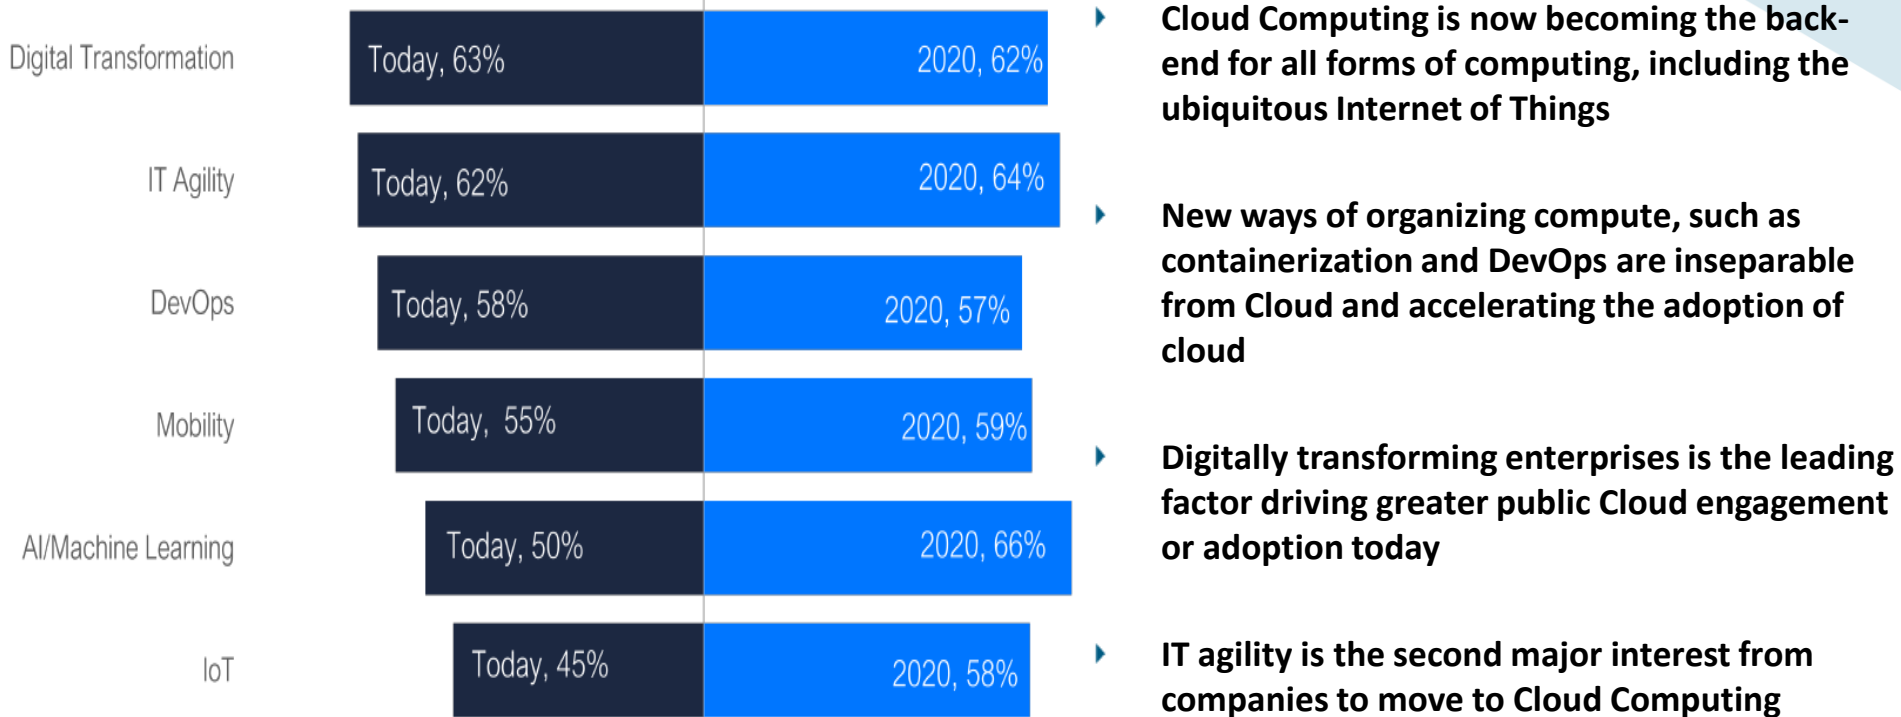 Digital Transformation
Today, 63%
2020, 62%
IT Agility
Today, 62%
2020, 64%
DevOps
Today, 58%
2020, 57%
Mobility
Today, 55%
2020, 59%
AI/Machine Learning
Today, 50%
2020, 66%
IoT
Today, 45%
2020, 58%
Cloud Computing is now becoming the back-
end for all forms of computing, including the
ubiquitous Internet of Things
New ways of organizing compute, such as
containerization and DevOps are inseparable
from Cloud and accelerating the adoption of
cloud
Digitally transforming enterprises is the leading
factor driving greater public Cloud engagement
or adoption today
IT agility is the second major interest from
companies to move to Cloud Computing